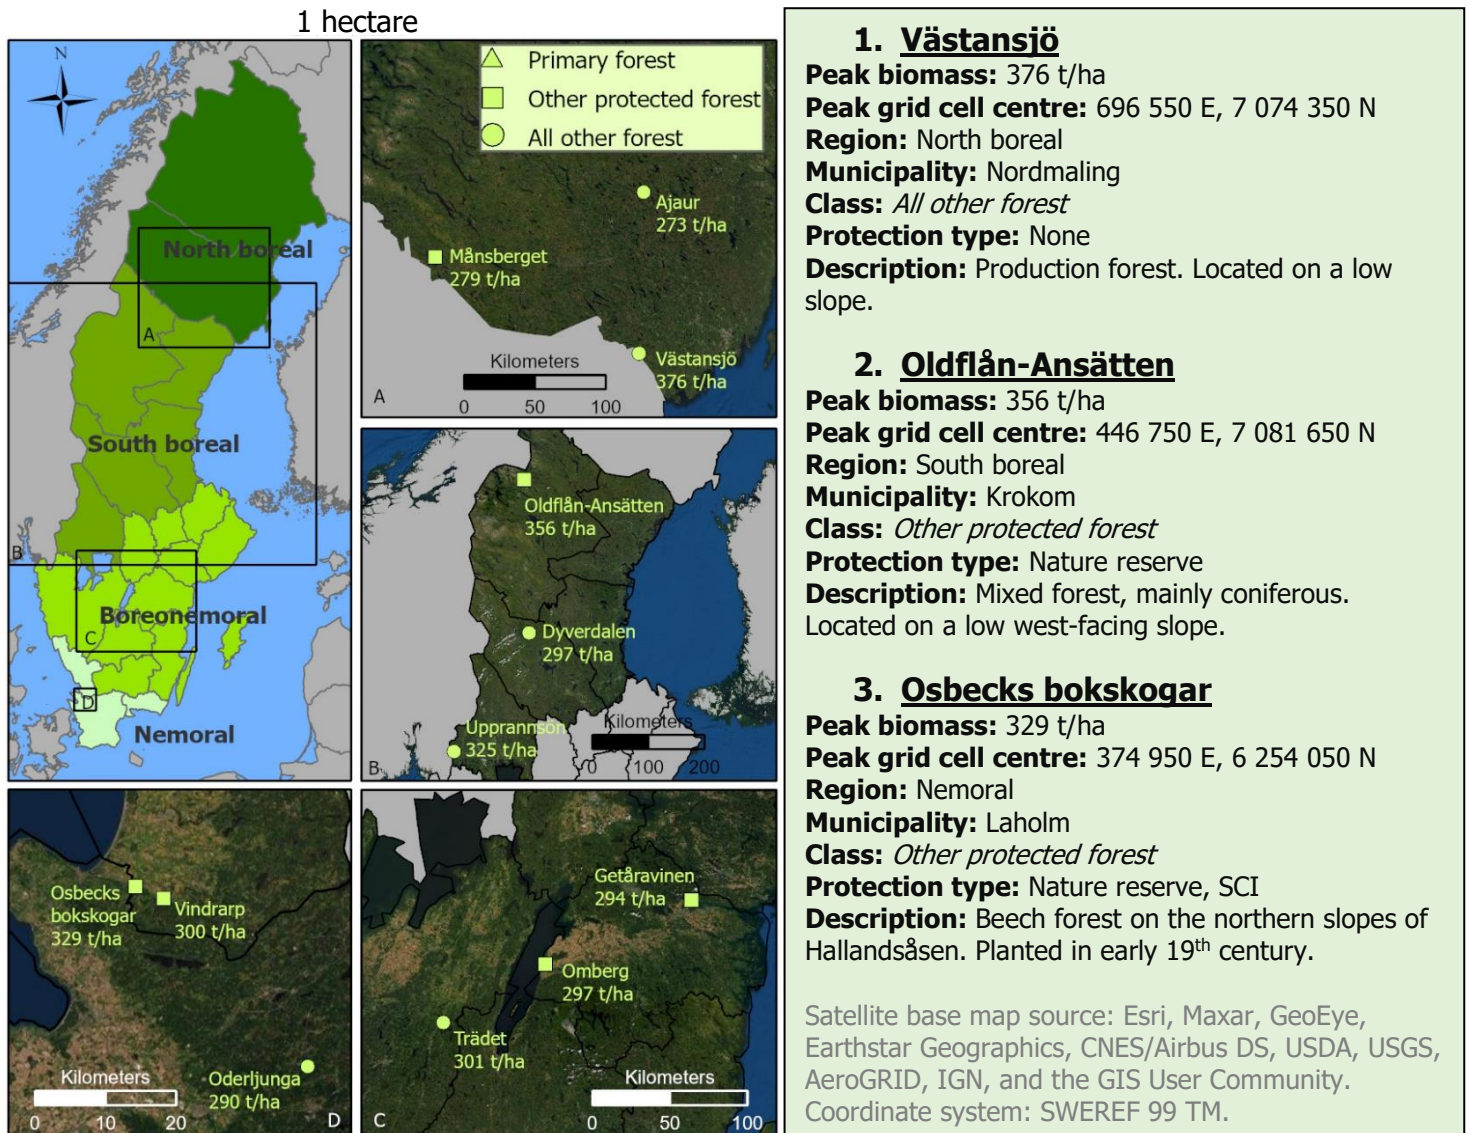 1 hectare
N
North boreal
A
South boreal
B
Boreonemoral
C
D
Nemoral
Primary forest
Other protected forest
All other forest
Ajaur
273 t/ha
Månsberget
279 t/ha
Västansjö
376 t/ha
Kilometers
0 50 100
A
Oldflån-Ansätten
356 t/ha
Dyverdalen
297 t/ha
Upprannsön
325 t/ha
Kilometers
0 100 200
B
Osbecks
bokskogar
329 t/ha
Vindrarp
300 t/ha
Oderljunga
290 t/ha
Kilometers
0 10 20
D
Getåravinen
294 t/ha
Omberg
297 t/ha
Trädet
301 t/ha
Kilometers
0 50 100
C
1. Västansjö
Peak biomass: 376 t/ha
Peak grid cell centre: 696 550 E, 7 074 350 N
Region: North boreal
Municipality: Nordmaling
Class: All other forest
Protection type: None
Description: Production forest. Located on a low
slope.
2. Oldflån-Ansätten
Peak biomass: 356 t/ha
Peak grid cell centre: 446 750 E, 7 081 650 N
Region: South boreal
Municipality: Krokom
Class: Other protected forest
Protection type: Nature reserve
Description: Mixed forest, mainly coniferous.
Located on a low west-facing slope.
3. Osbecks bokskogar
Peak biomass: 329 t/ha
Peak grid cell centre: 374 950 E, 6 254 050 N
Region: Nemoral
Municipality: Laholm
Class: Other protected forest
Protection type: Nature reserve, SCI
Description: Beech forest on the northern slopes of
Hallandsåsen. Planted in early 19th century.
Satellite base map source: Esri, Maxar, GeoEye,
Earthstar Geographics, CNES/Airbus DS, USDA, USGS,
AeroGRID, IGN, and the GIS User Community.
Coordinate system: SWEREF 99 TM.